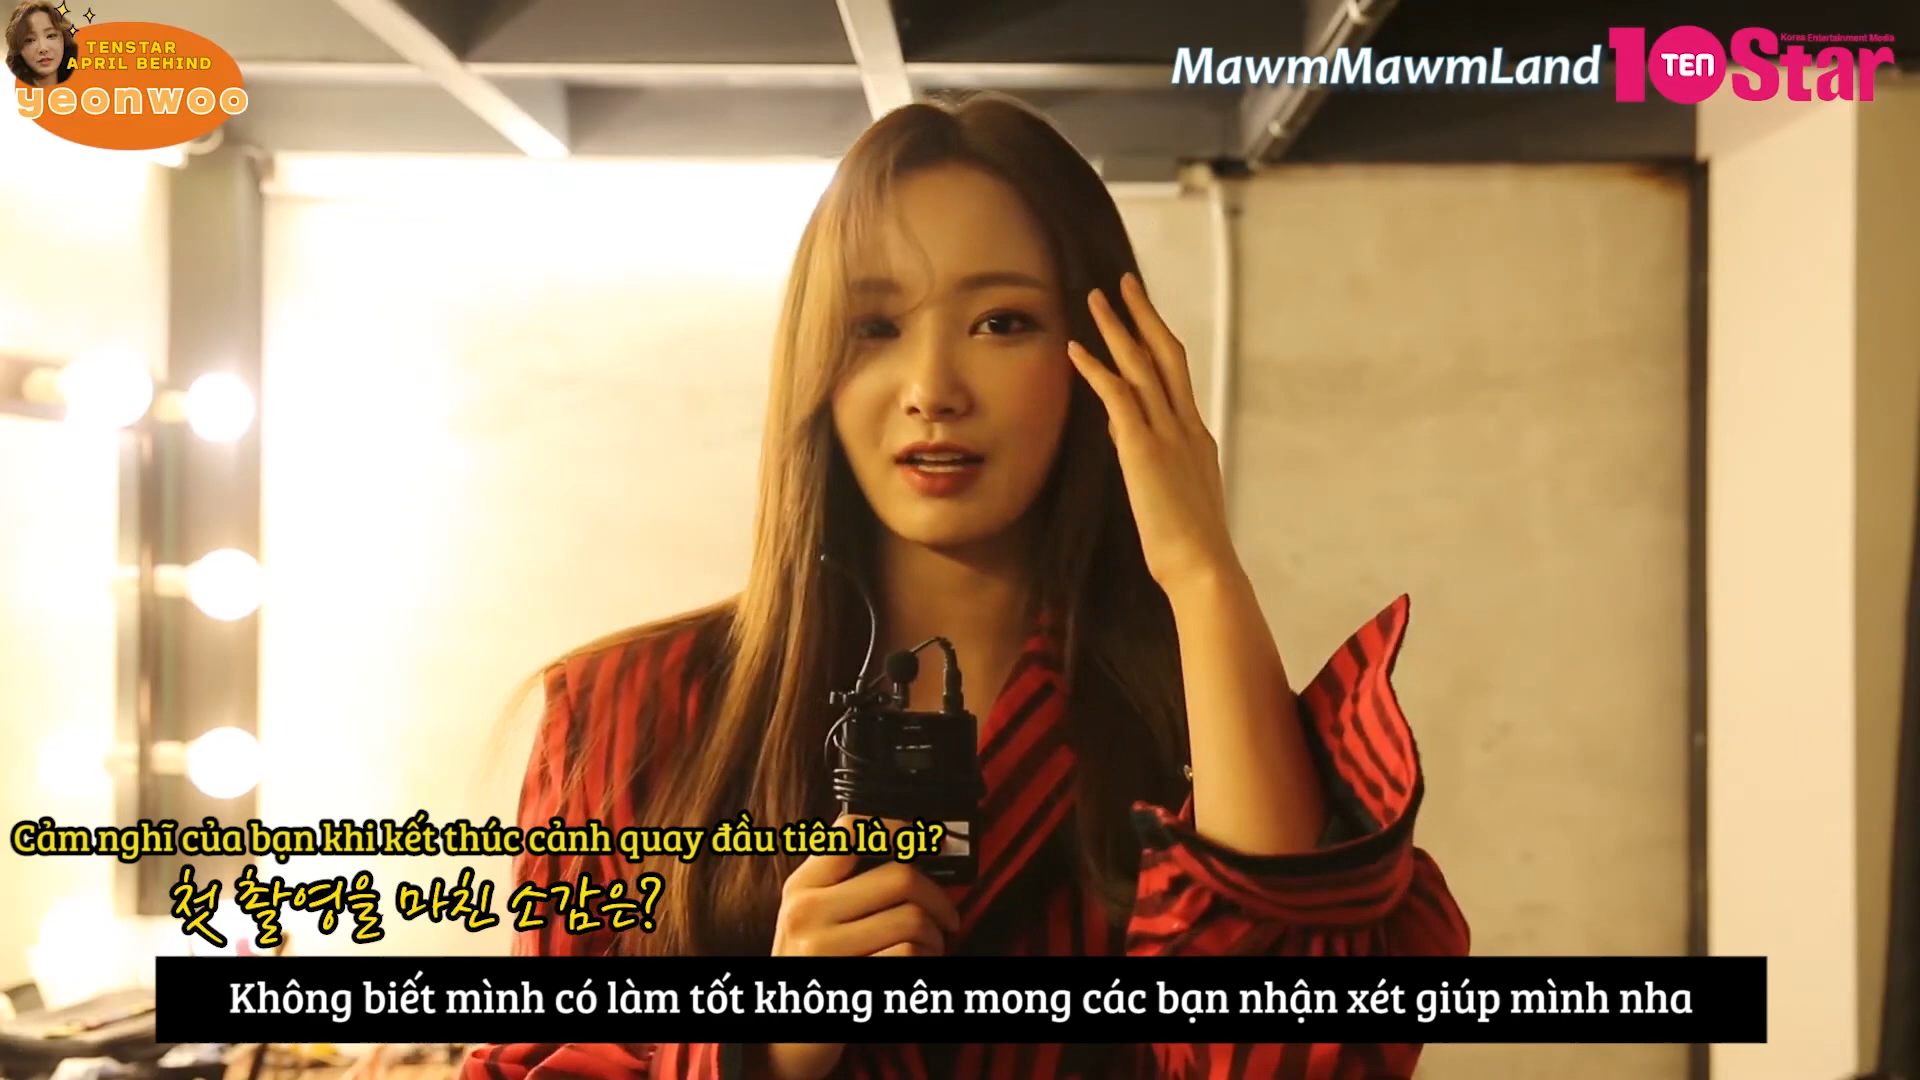 TENSTAR
APRIL BEHIND
yeonwoo
MawmMawmLand
10 TEN Star
Korea Entertainment Media
Cảm nghĩ của bạn khi kết thúc cảnh quay đầu tiên là gì?
첫 촬영을 마친 소감은?
Không biết mình có làm tốt không nên mong các bạn nhận xét giúp mình nha